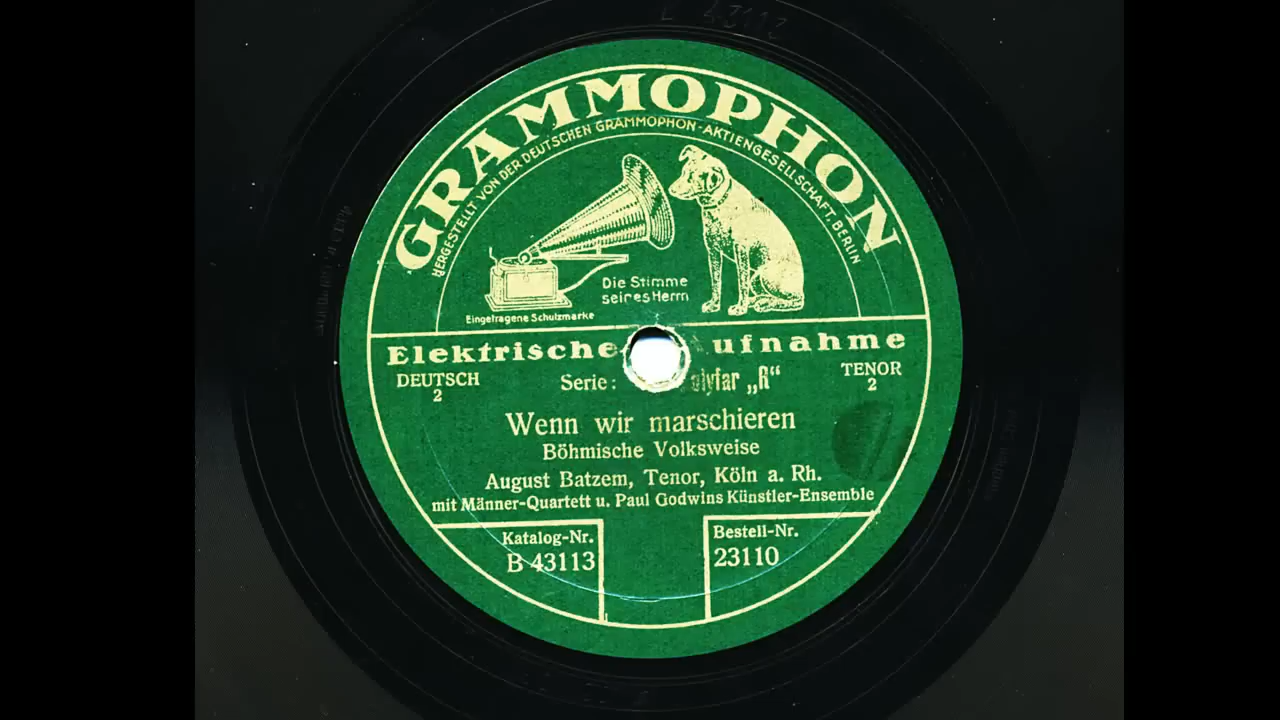 GRAMMOPHON
HERGESTELLT VON DER DEUTSCHEN GRAMMOPHON-AKTIENGESELLSCHAFT, BERLIN
Die Stimme
seines Herrn
Eingetragene Schutzmarke
Elektrische ufnahme
DEUTSCH
2
Serie: olyfar „R“
TENOR
2
Wenn wir marschieren
Böhmische Volksweise
August Batzem, Tenor, Köln a. Rh.
mit Männer-Quartett u. Paul Godwins Künstler-Ensemble
Katalog-Nr.
B 43113
Bestell-Nr.
23110